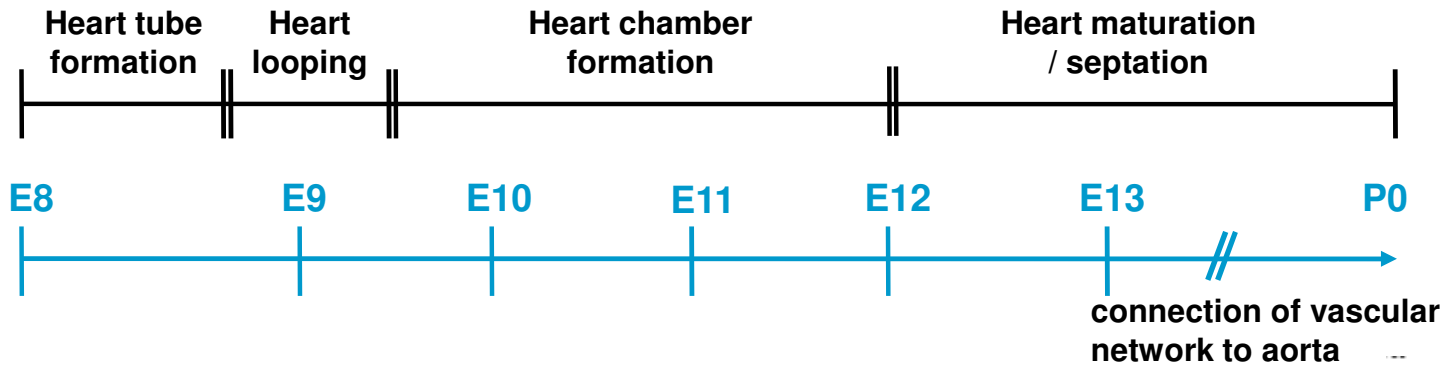 Heart tube
formation
Heart
looping
Heart chamber
formation
Heart maturation
/ septation
E8 E9 E10 E11 E12 E13 P0
connection of vascular
network to aorta